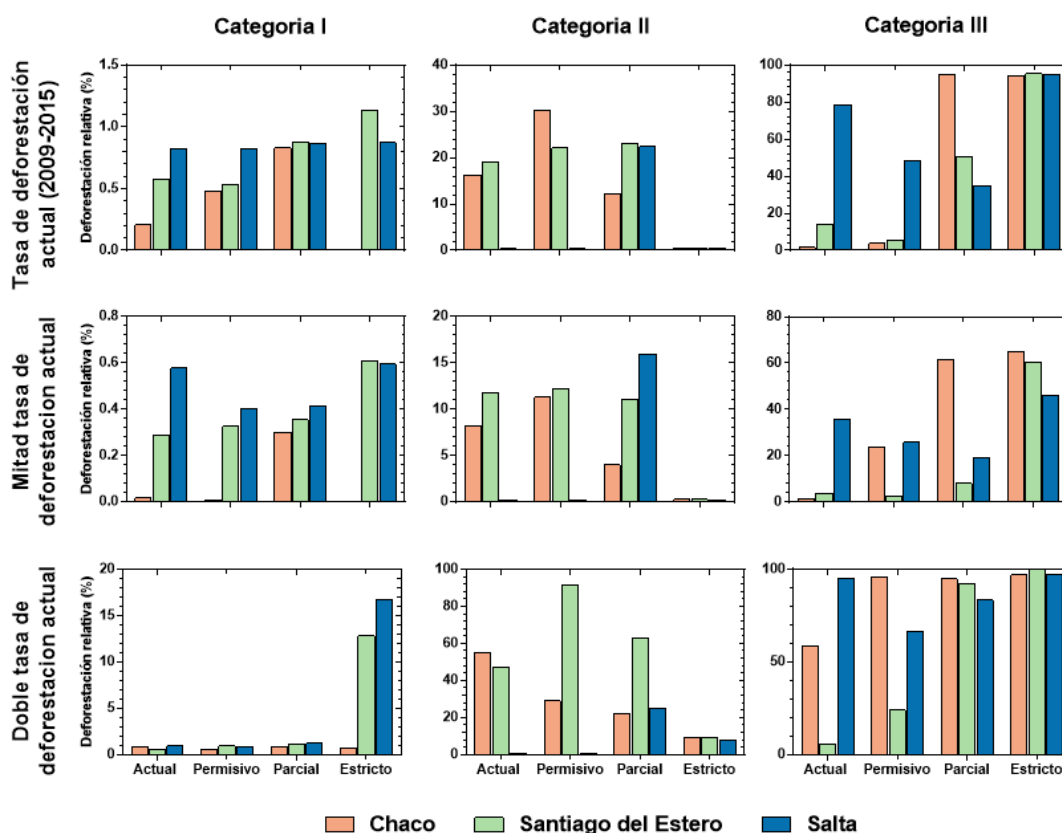 Categoria I
Categoria II
Categoria III
Tasa de deforestación
actual (2009-2015)
Deforestación relativa (%)
1.5
1.0
0.5
0.0
40
30
20
10
0
100
80
60
40
20
0
Mitad tasa de
deforestacion actual
Deforestación relativa (%)
0.8
0.6
0.4
0.2
0.0
20
15
10
5
0
80
60
40
20
0
Doble tasa de
deforestacion actual
Deforestación relativa (%)
20
15
10
5
0
100
80
60
40
20
0
100
50
0
Actual Permisivo Parcial Estricto
Actual Permisivo Parcial Estricto
Actual Permisivo Parcial Estricto
Chaco Santiago del Estero Salta